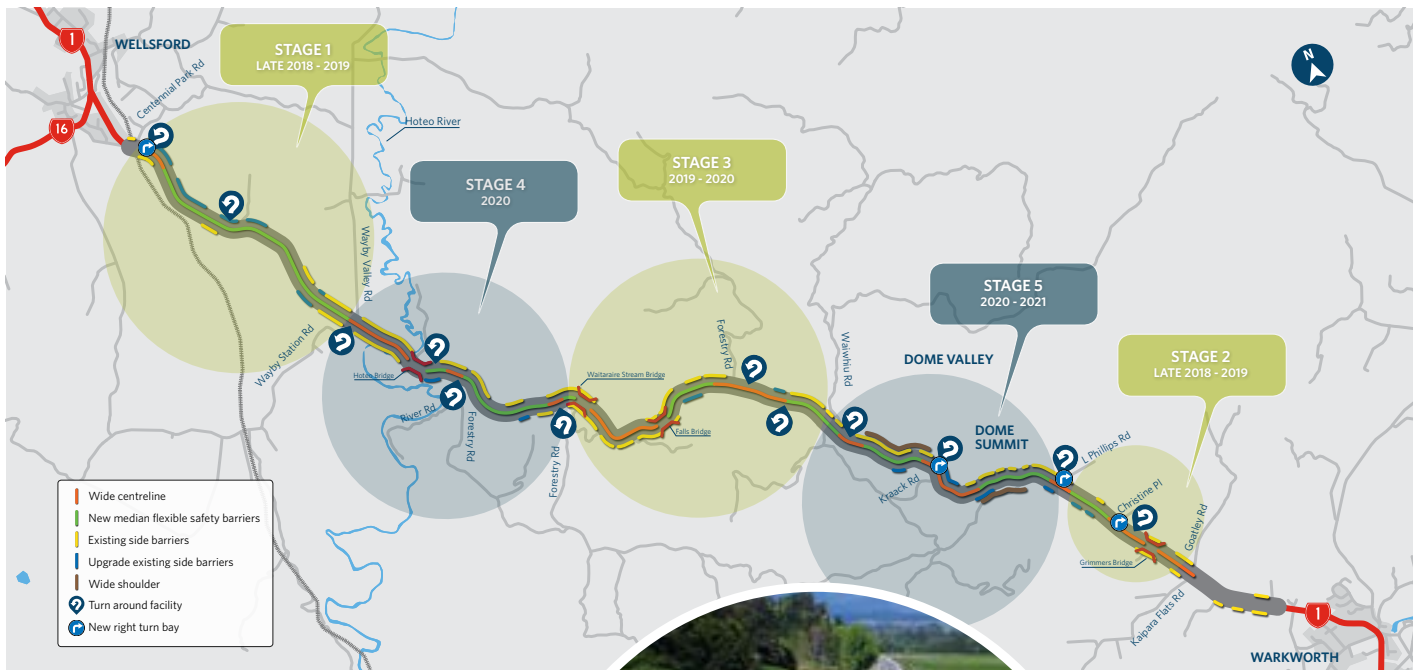 1
WELLSFORD
Centennial Park Rd
16
STAGE 1
LATE 2018 - 2019
Hoteo River
N
STAGE 4
2020
STAGE 3
2019 - 2020
Wayby Valley Rd
Wayby Station Rd
Hoteo Bridge
River Rd
Forestry Rd
Forestry Rd
Waitaraire Stream Bridge
Falls Bridge
Forestry Rd
Waiwhiu Rd
STAGE 5
2020 - 2021
DOME VALLEY
DOME
SUMMIT
Kraack Rd
STAGE 2
LATE 2018 - 2019
L Phillips Rd
Christine Pl
Goatley Rd
Grimmers Bridge
Kaipara Flats Rd
1
WARKWORTH
Wide centreline
New median flexible safety barriers
Existing side barriers
Upgrade existing side barriers
Wide shoulder
Turn around facility
New right turn bay